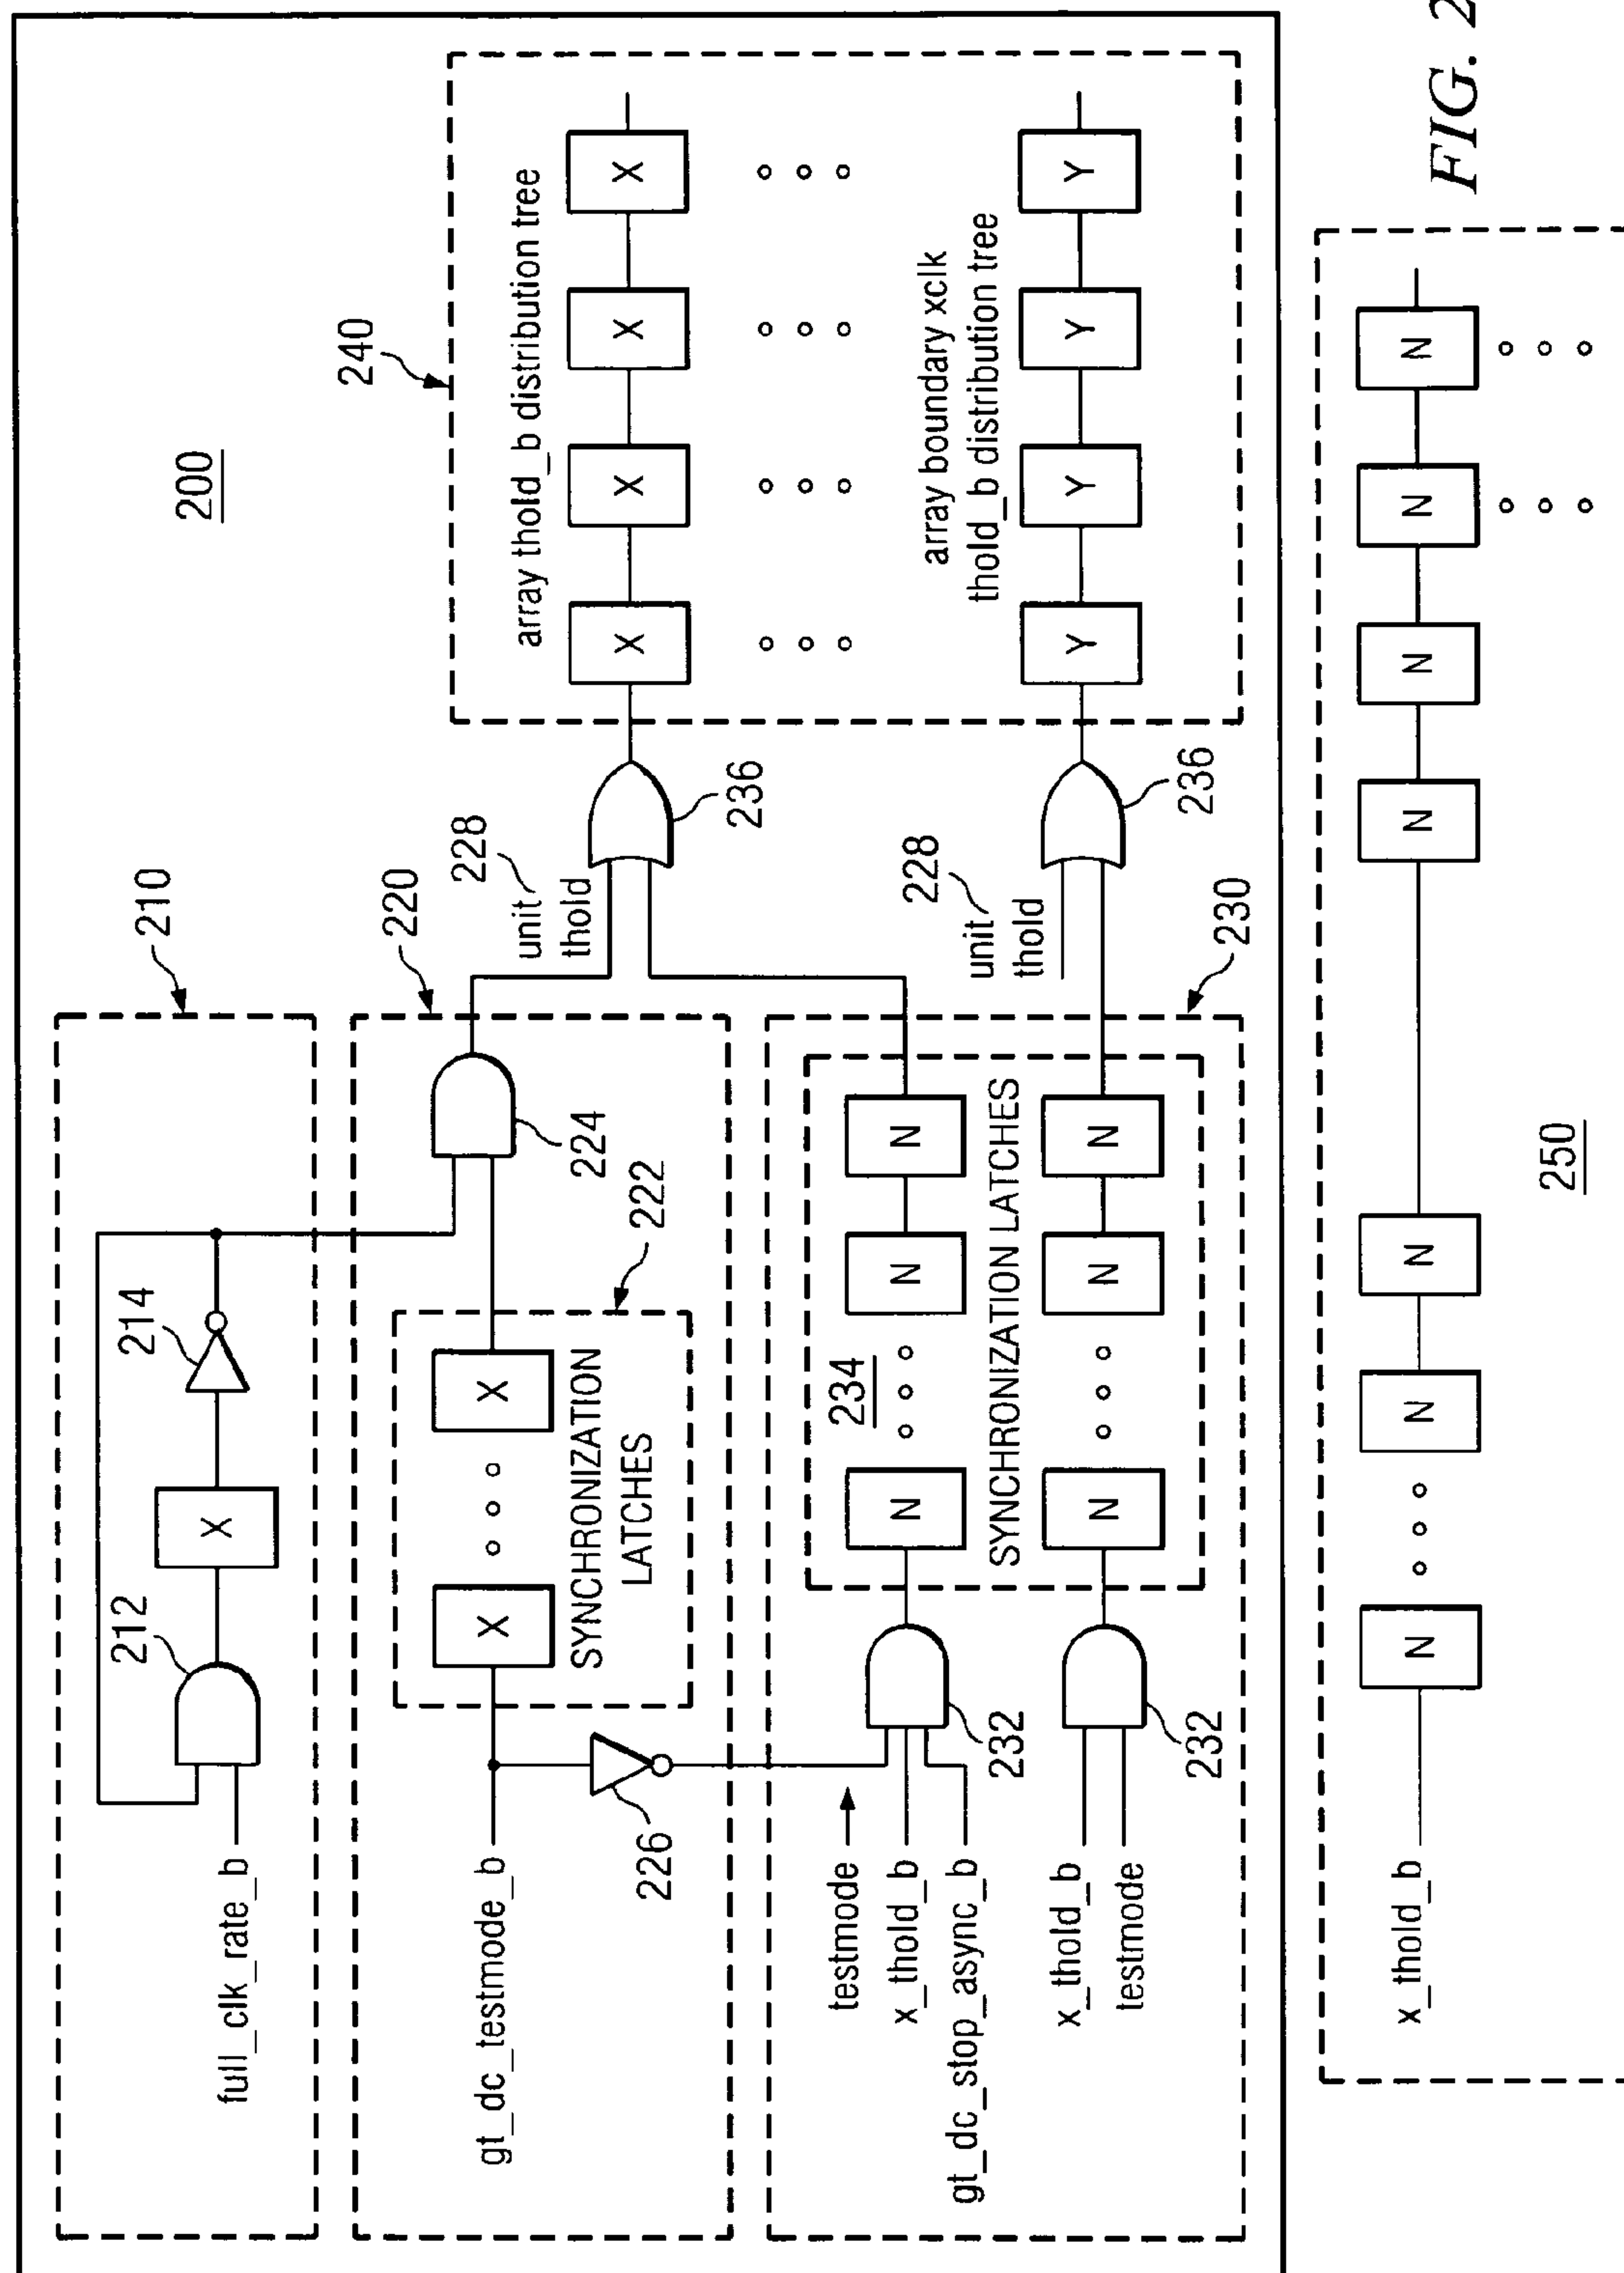 200
210
212
214
X
full_clk_rate_b
220
222
224
226
X
X
SYNCHRONIZATION
LATCHES
gt_dc_testmode_b
228
unit
thold
236
240
array thold_b distribution tree
X
X
X
X
230
232
234
testmode
x_thold_b
gt_dc_stop_async_b
N
N
N
SYNCHRONIZATION LATCHES
x_thold_b
testmode
232
N
N
N
228
unit
thold
236
array boundary xclk
thold_b distribution tree
Y
Y
Y
Y
x_thold_b
N
N
N
N
N
N
N
250
FIG. 2